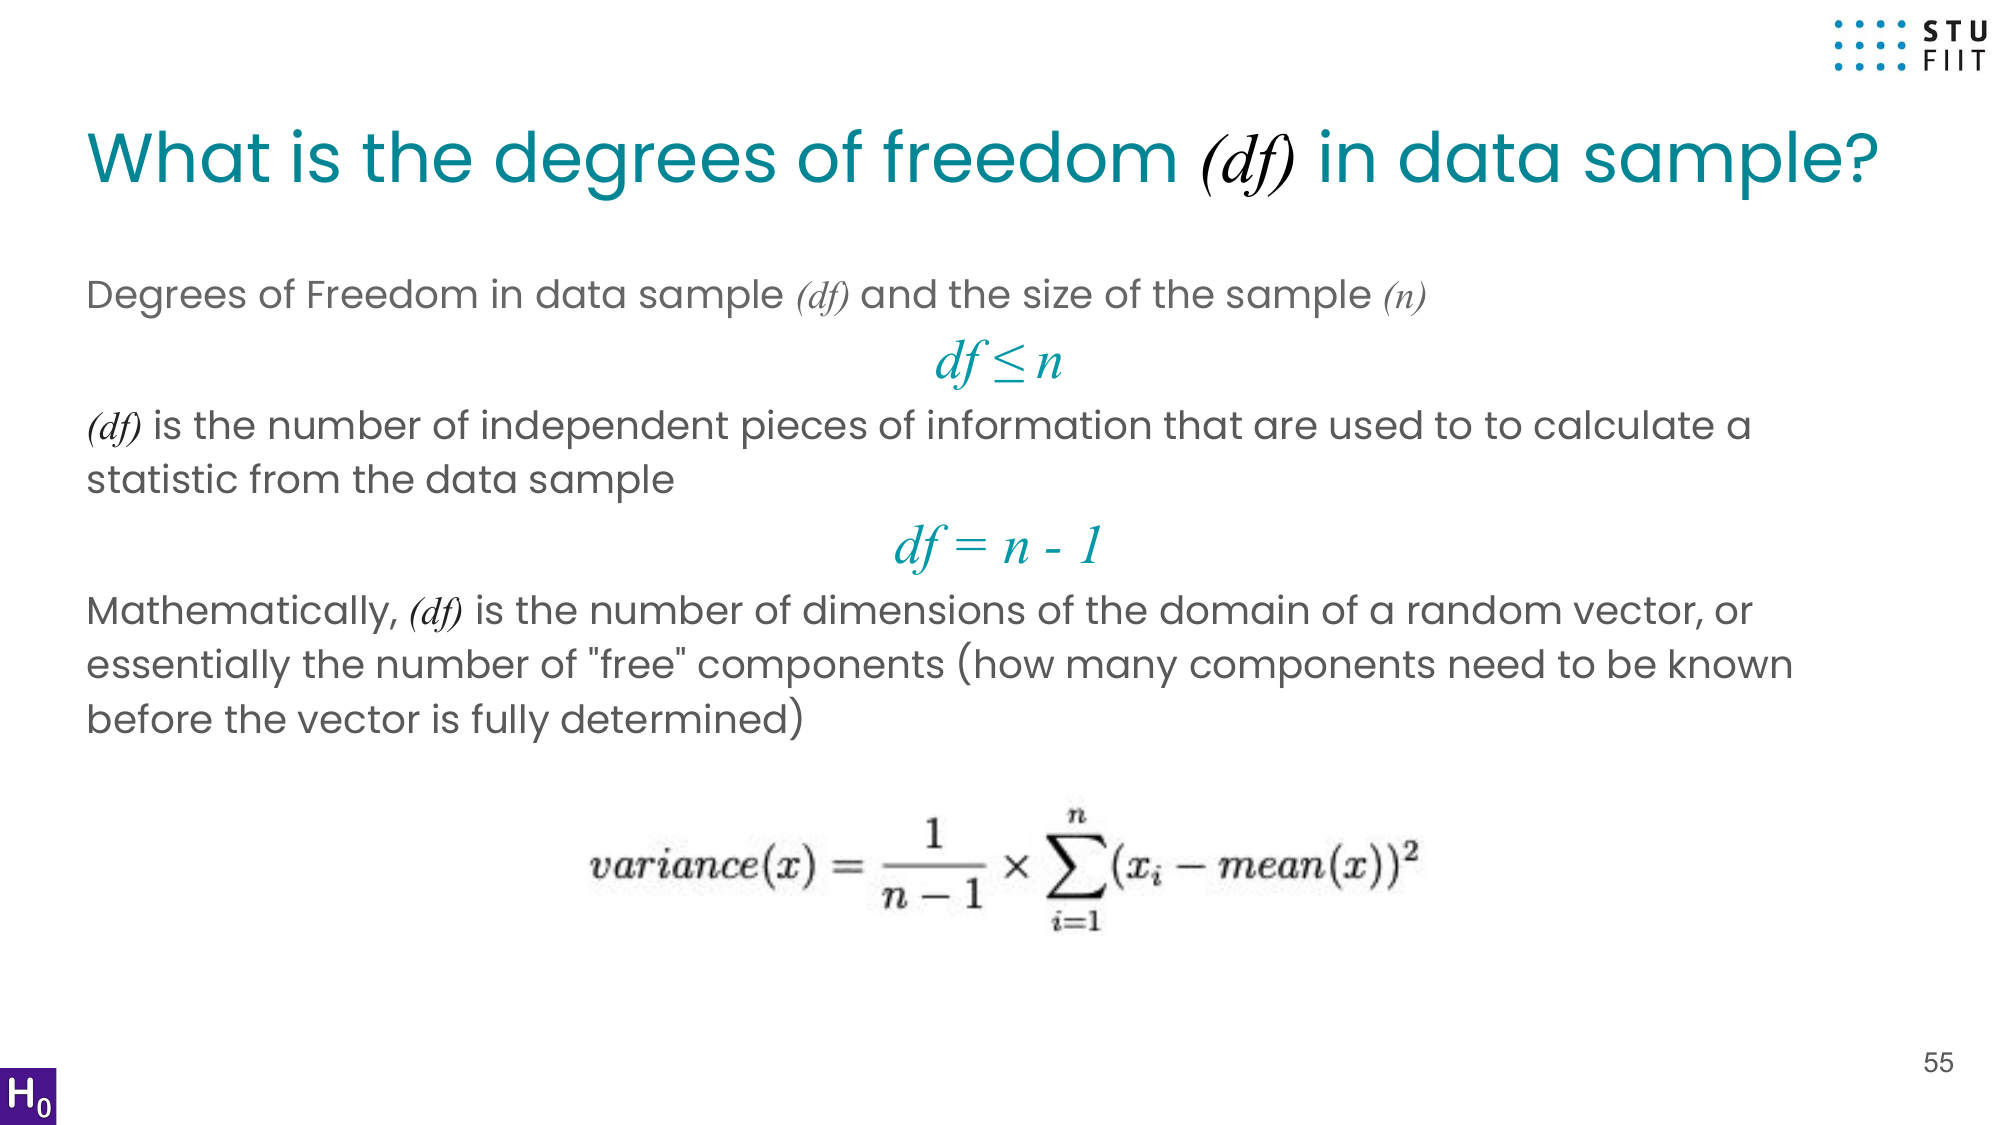 STU
FIIT
What is the degrees of freedom (df) in data sample?
Degrees of Freedom in data sample (df) and the size of the sample (n)
df ≤ n
(df) is the number of independent pieces of information that are used to to calculate a
statistic from the data sample
df = n - 1
Mathematically, (df) is the number of dimensions of the domain of a random vector, or
essentially the number of "free" components (how many components need to be known
before the vector is fully determined)
variance(x) = \frac{1}{n - 1} × \sum_{i=1}^{n} (x_i − mean(x))²
55
H₀